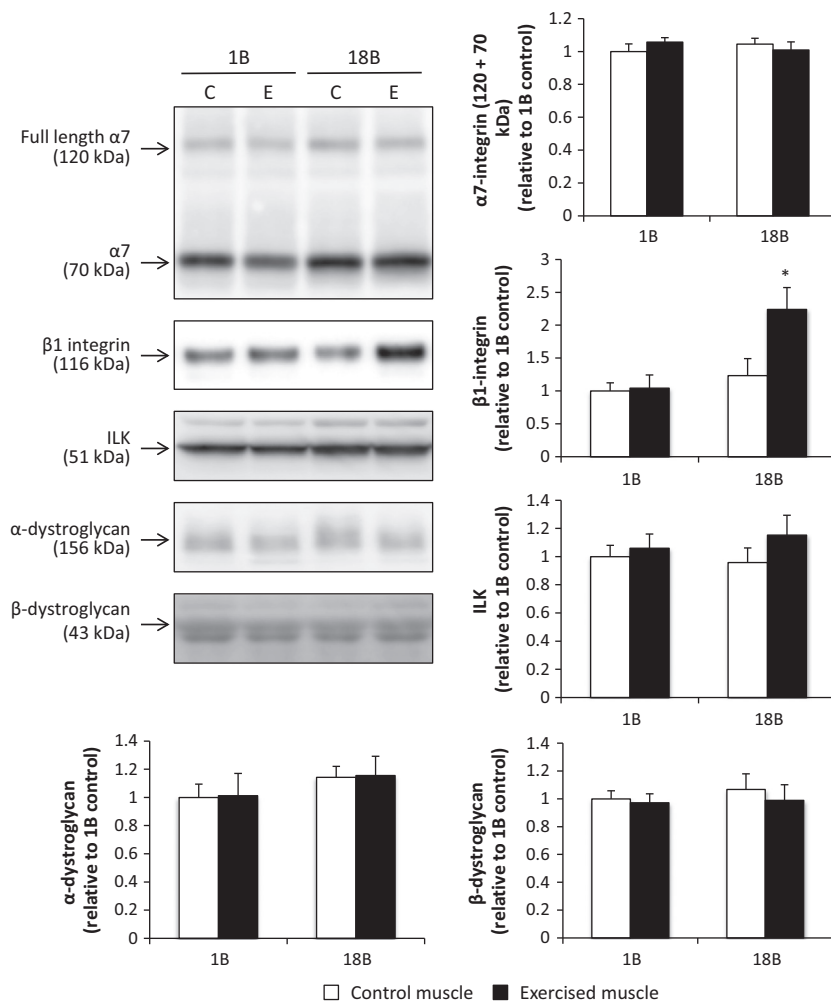 1B 18B
C E C E
Full length α7
(120 kDa)
α7
(70 kDa)
β1 integrin
(116 kDa)
ILK
(51 kDa)
α-dystroglycan
(156 kDa)
β-dystroglycan
(43 kDa)
α7-integrin (120 + 70
kDa)
(relative to 1B control)
1.2
1
0.8
0.6
0.4
0.2
0
1B 18B
β1-integrin
(relative to 1B control)
3
2.5
2
1.5
1
0.5
0
*
1B 18B
ILK
(relative to 1B control)
1.4
1.2
1
0.8
0.6
0.4
0.2
0
1B 18B
α-dystroglycan
(relative to 1B control)
1.4
1.2
1
0.8
0.6
0.4
0.2
0
1B 18B
β-dystroglycan
(relative to 1B control)
1.4
1.2
1
0.8
0.6
0.4
0.2
0
1B 18B
Control muscle Exercised muscle